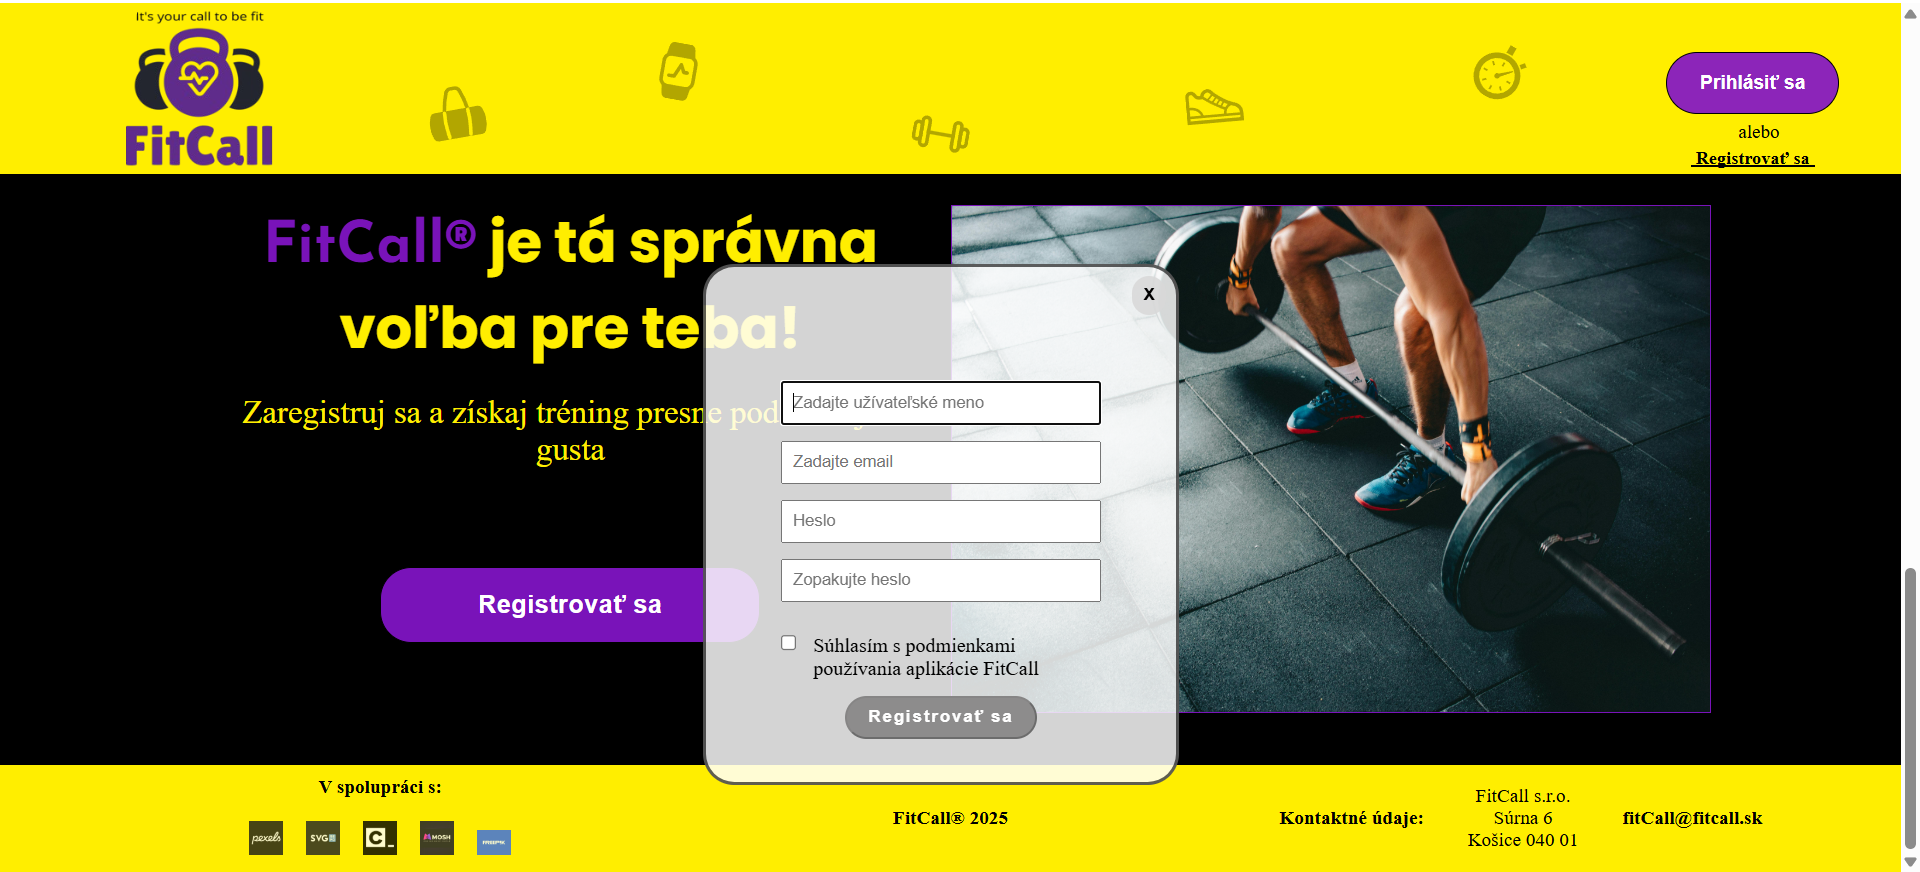 It's your call to be fit
FitCall
Prihlásiť sa
alebo
Registrovať sa
FitCall® je tá správna
voľba pre teba!
Zaregistruj sa a získaj tréning presne pod
gusta
Registrovať sa
X
Zadajte užívateľské meno
Zadajte email
Heslo
Zopakujte heslo
Súhlasím s podmienkami
používania aplikácie FitCall
Registrovať sa
V spolupráci s:
pexels
SVG
C_
MOSH
FREEPIK
FitCall® 2025
Kontaktné údaje:
FitCall s.r.o.
Súrna 6
Košice 040 01
fitCall@fitcall.sk